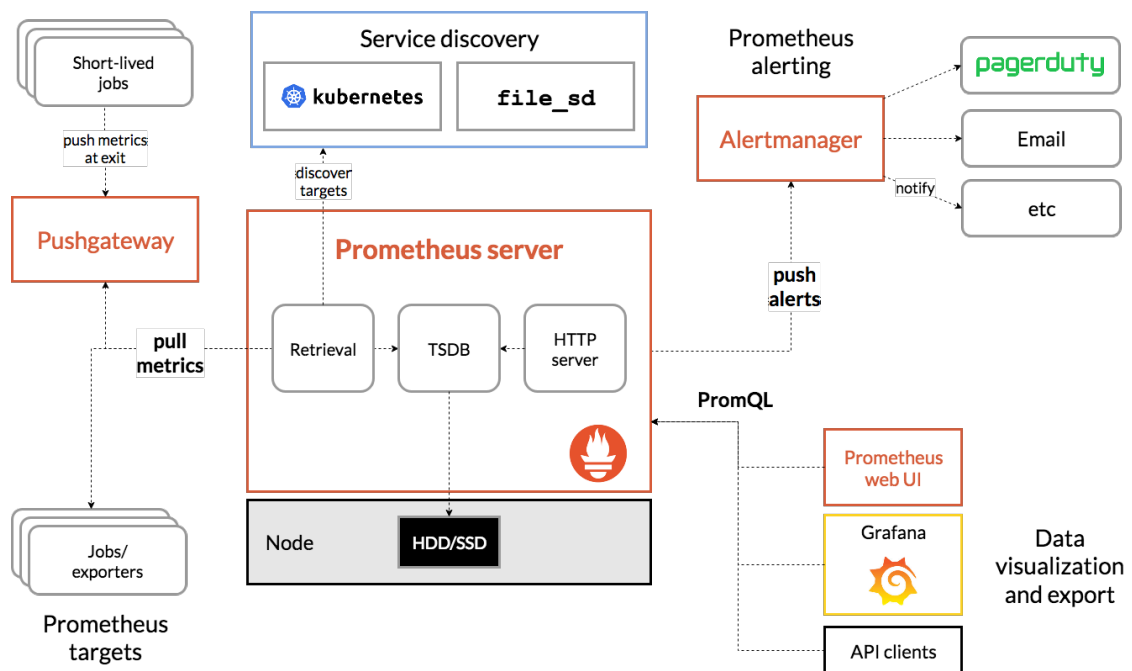 Short-lived
jobs
push metrics
at exit
Pushgateway
Service discovery
kubernetes
file_sd
discover
targets
Prometheus
alerting
Alertmanager
pagerduty
Email
notify
etc
Prometheus server
push
alerts
pull
metrics
Retrieval
TSDB
HTTP
server
PromQL
Node
HDD/SSD
Jobs/
exporters
Prometheus
targets
Prometheus
web UI
Grafana
API clients
Data
visualization
and export